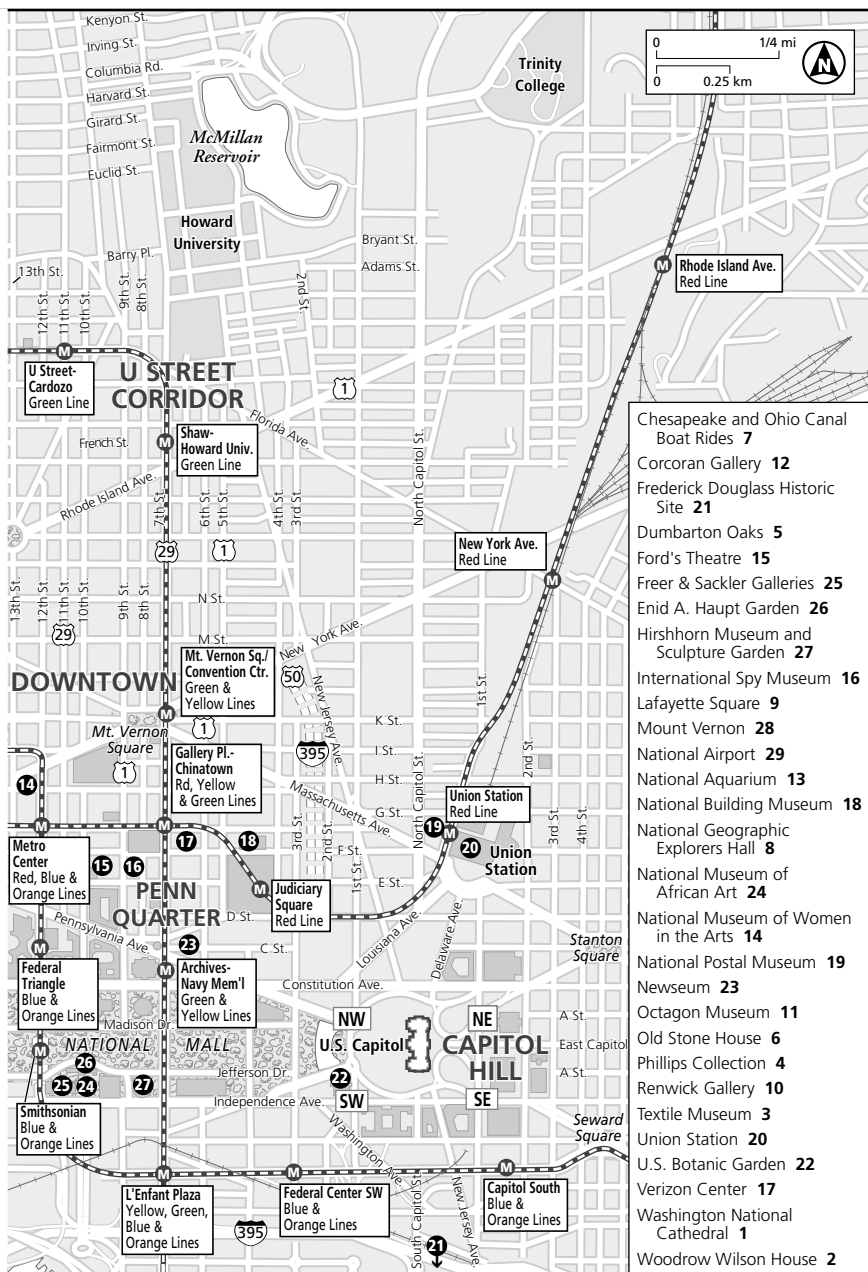 Kenyon St.
Irving St.
Columbia Rd.
Harvard St.
Girard St.
Fairmont St.
Euclid St.
McMillan
Reservoir
Trinity
College
0 1/4 mi
0 0.25 km
N
Howard
University
Barry Pl.
Bryant St.
Adams St.
13th St.
12th St.
11th St.
10th St.
9th St.
8th St.
2nd St.
M
Rhode Island Ave.
Red Line
M
U Street-
Cardozo
Green Line
U STREET
CORRIDOR
1
Florida Ave.
French St.
M
Shaw-
Howard Univ.
Green Line
Rhode Island Ave.
7th St.
6th St.
5th St.
4th St.
3rd St.
North Capitol St.
29
1
New York Ave.
Red Line
M
N St.
13th St.
12th St.
11th St.
10th St.
9th St.
8th St.
29
M St.
New York Ave.
Mt. Vernon Sq./
Convention Ctr.
Green &
Yellow Lines
50
DOWNTOWN
New Jersey Ave.
1st St.
M
1
Mt. Vernon
Square
K St.
395
I St.
2nd St.
Gallery Pl.-
Chinatown
Rd, Yellow
& Green Lines
1
H St.
14
Massachusetts Ave.
G St.
North Capitol St.
Union Station
Red Line
M
M
17
18
19
M
20
Union
Station
3rd St.
2nd St.
F St.
1st St.
3rd St.
4th St.
Metro
Center
Red, Blue &
Orange Lines
15
16
E St.
M
Judiciary
Square
Red Line
PENN
QUARTER
D St.
Pennsylvania Ave.
Louisiana Ave.
Delaware Ave.
23
C St.
Stanton
Square
M
Federal
Triangle
Blue &
Orange Lines
M
Archives-
Navy Mem'l
Green &
Yellow Lines
Constitution Ave.
Madison Dr.
NW
NE
A St.
M
NATIONAL MALL
U.S. Capitol
CAPITOL
HILL
East Capitol
26
Jefferson Dr.
A St.
25
24
27
22
Independence Ave.
SW
SE
Smithsonian
Blue &
Orange Lines
Washington Ave.
Seward
Square
M
L'Enfant Plaza
Yellow, Green,
Blue &
Orange Lines
M
Federal Center SW
Blue &
Orange Lines
M
Capitol South
Blue &
Orange Lines
395
South Capitol St.
New Jersey Ave.
21
Chesapeake and Ohio Canal
Boat Rides 7
Corcoran Gallery 12
Frederick Douglass Historic
Site 21
Dumbarton Oaks 5
Ford's Theatre 15
Freer & Sackler Galleries 25
Enid A. Haupt Garden 26
Hirshhorn Museum and
Sculpture Garden 27
International Spy Museum 16
Lafayette Square 9
Mount Vernon 28
National Airport 29
National Aquarium 13
National Building Museum 18
National Geographic
Explorers Hall 8
National Museum of
African Art 24
National Museum of Women
in the Arts 14
National Postal Museum 19
Newseum 23
Octagon Museum 11
Old Stone House 6
Phillips Collection 4
Renwick Gallery 10
Textile Museum 3
Union Station 20
U.S. Botanic Garden 22
Verizon Center 17
Washington National
Cathedral 1
Woodrow Wilson House 2